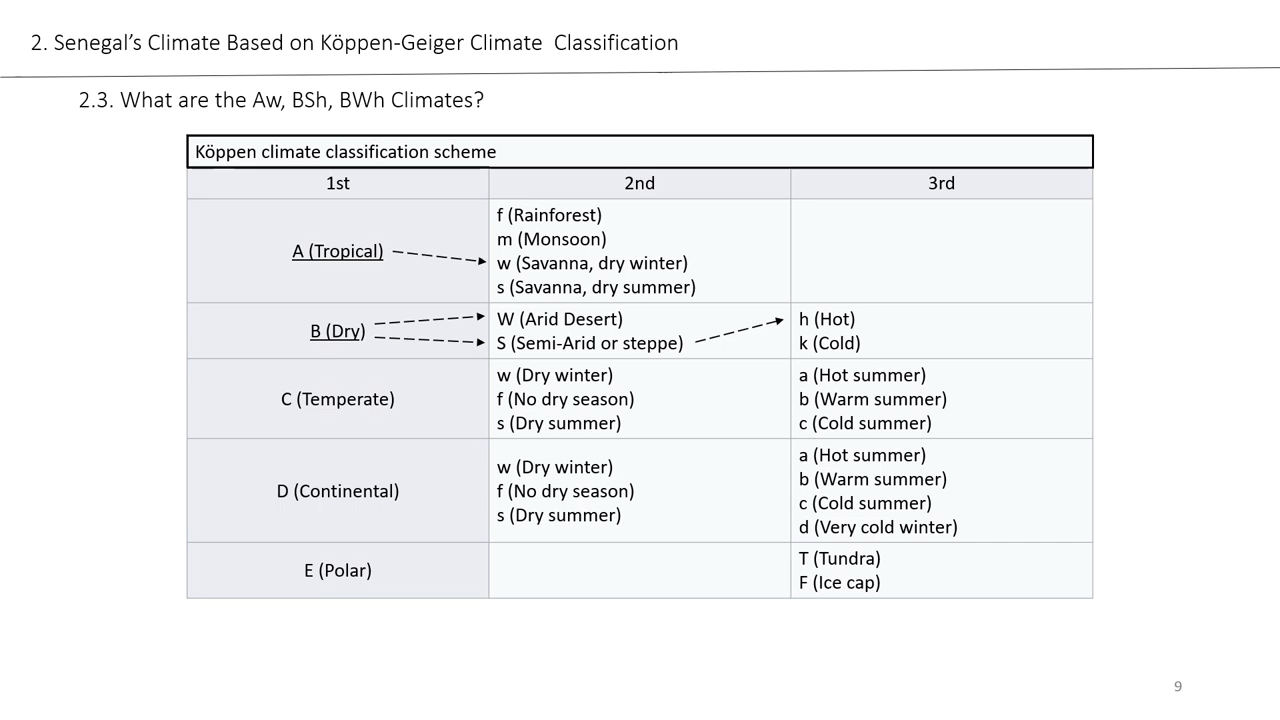 2. Senegal’s Climate Based on Köppen-Geiger Climate  Classification
2.3. What are the Aw, BSh, BWh Climates?
Köppen climate classification scheme
1st
2nd
3rd
A (Tropical)
f (Rainforest)
m (Monsoon)
w (Savanna, dry winter)
s (Savanna, dry summer)
B (Dry)
W (Arid Desert)
S (Semi-Arid or steppe)
h (Hot)
k (Cold)
C (Temperate)
w (Dry winter)
f (No dry season)
s (Dry summer)
a (Hot summer)
b (Warm summer)
c (Cold summer)
D (Continental)
w (Dry winter)
f (No dry season)
s (Dry summer)
a (Hot summer)
b (Warm summer)
c (Cold summer)
d (Very cold winter)
E (Polar)
T (Tundra)
F (Ice cap)
9